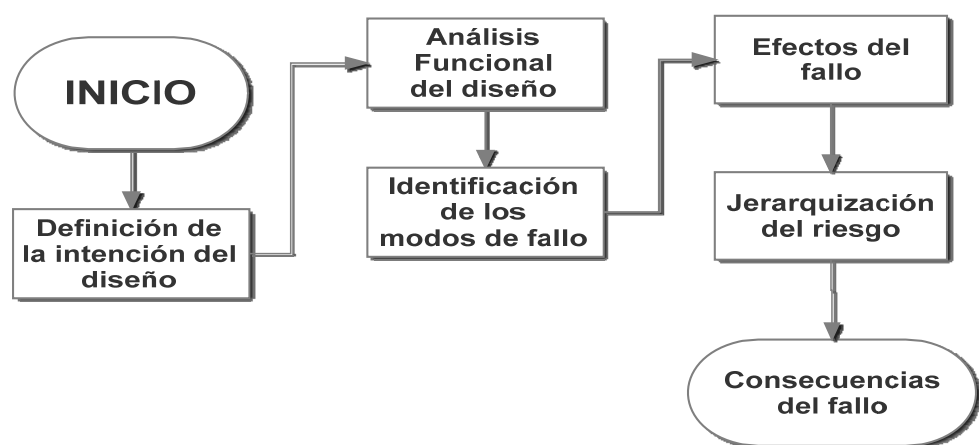 INICIO
Definición de
la intención del
diseño
Análisis
Funcional
del diseño
Identificación
de los
modos de fallo
Efectos del
fallo
Jerarquización
del riesgo
Consecuencias
del fallo